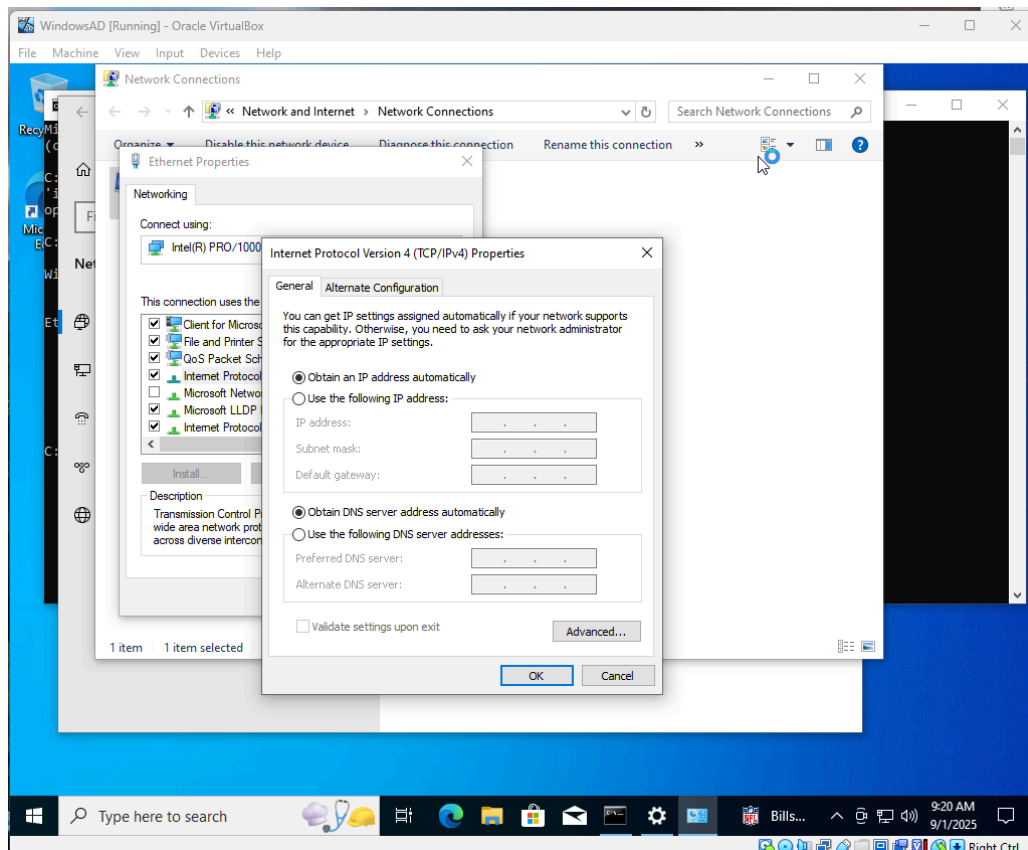 WindowsAD [Running] - Oracle VirtualBox
File Machine View Input Devices Help
Network Connections
« Network and Internet › Network Connections
Search Network Connections
Organize Disable this network device Diagnose this connection Rename this connection »
Ethernet Properties
Networking
Connect using:
Intel(R) PRO/1000
This connection uses the
Client for Microso
File and Printer S
QoS Packet Sch
Internet Protocol
Microsoft Networ
Microsoft LLDP
Internet Protocol
Install...
Description
Transmission Control P
wide area network prot
across diverse intercon
Internet Protocol Version 4 (TCP/IPv4) Properties
General Alternate Configuration
You can get IP settings assigned automatically if your network supports
this capability. Otherwise, you need to ask your network administrator
for the appropriate IP settings.
Obtain an IP address automatically
Use the following IP address:
IP address:
Subnet mask:
Default gateway:
Obtain DNS server address automatically
Use the following DNS server addresses:
Preferred DNS server:
Alternate DNS server:
Validate settings upon exit
Advanced...
OK Cancel
1 item 1 item selected
Type here to search
Bills...
9:20 AM
9/1/2025
Right Ctrl